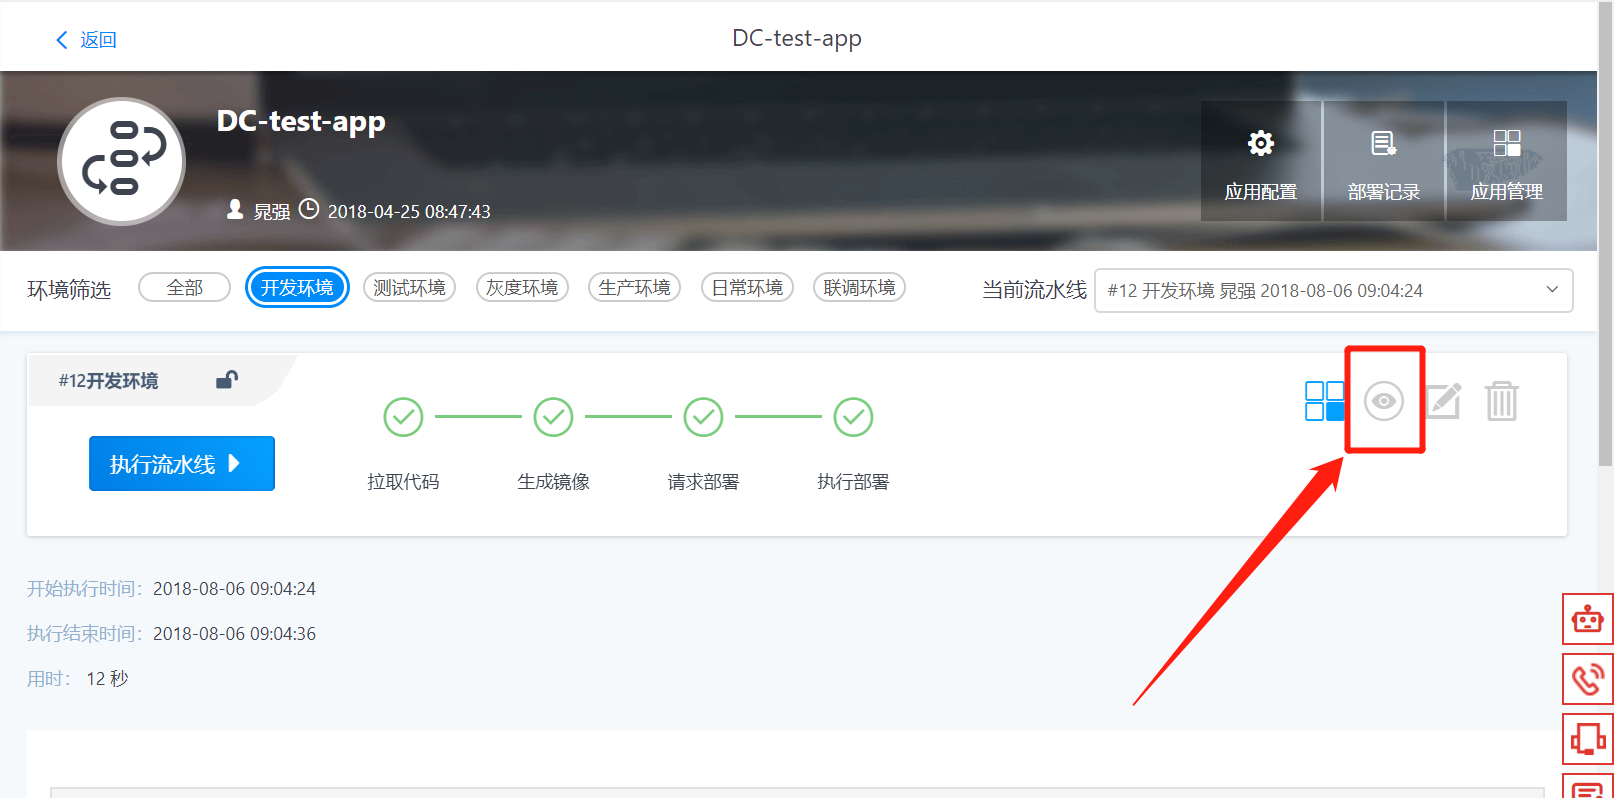 返回
DC-test-app
DC-test-app
晁强 2018-04-25 08:47:43
应用配置
部署记录
应用管理
环境筛选
全部
开发环境
测试环境
灰度环境
生产环境
日常环境
联调环境
当前流水线
#12 开发环境 晁强 2018-08-06 09:04:24
#12开发环境
执行流水线
拉取代码
生成镜像
请求部署
执行部署
开始执行时间: 2018-08-06 09:04:24
执行结束时间: 2018-08-06 09:04:36
用时: 12 秒